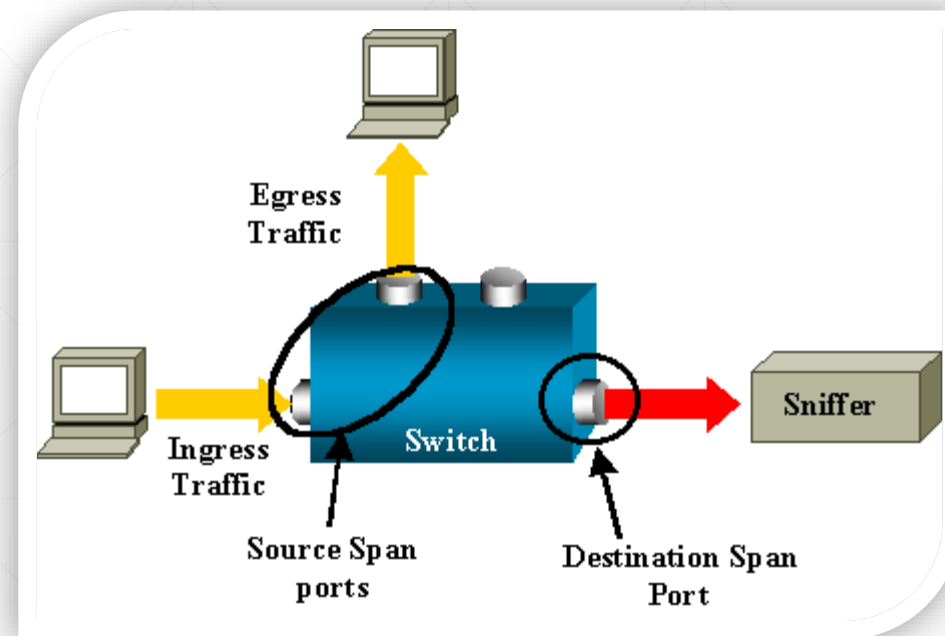 Egress
Traffic
Ingress
Traffic
Switch
Sniffer
Source Span
ports
Destination Span
Port